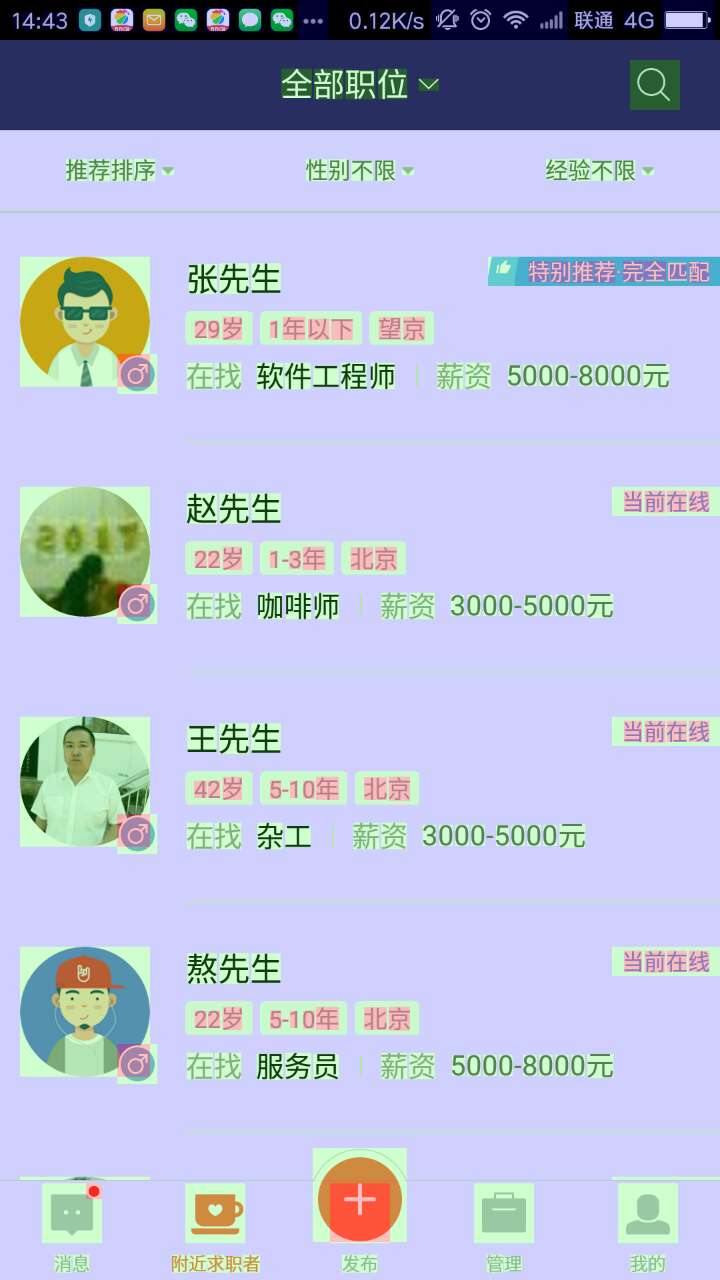 14:43 0.12K/s 联通 4G
全部职位
推荐排序 性别不限 经验不限
张先生 特别推荐·完全匹配
29岁 1年以下 望京
在找 软件工程师 | 薪资 5000-8000元
赵先生 当前在线
22岁 1-3年 北京
在找 咖啡师 | 薪资 3000-5000元
王先生 当前在线
42岁 5-10年 北京
在找 杂工 | 薪资 3000-5000元
熬先生 当前在线
22岁 5-10年 北京
在找 服务员 | 薪资 5000-8000元
消息 附近求职者 发布 管理 我的